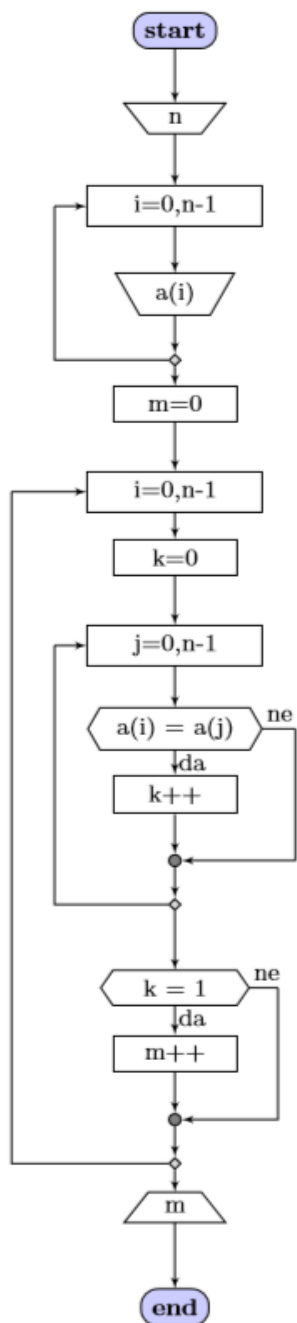 start
n
i=0,n-1
a(i)
m=0
i=0,n-1
k=0
j=0,n-1
a(i) = a(j)
ne
da
k++
k = 1
ne
da
m++
m
end